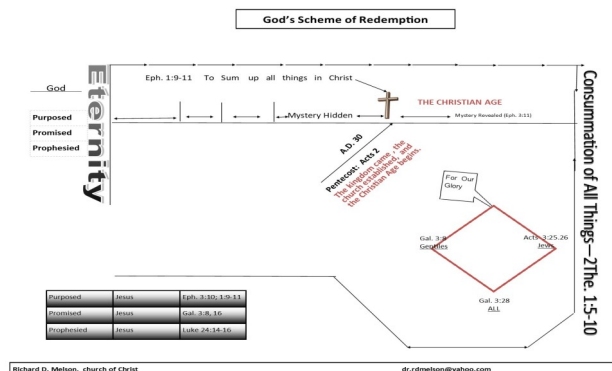 God's Scheme of Redemption
Eternity
Eph. 1:9-11 To Sum up all things in Christ
God
THE CHRISTIAN AGE
Purposed
Mystery Hidden
Mystery Revealed (Eph. 3:11)
Promised
Prophesied
A.D. 30
Pentecost: Acts 2
The kingdom came, the
church established, and
the Christian Age begins.
Consummation of All Things—2The. 1:5-10
For Our
Glory
Gal. 3:8
Gentiles
Acts 3:25.26
Jews
Gal. 3:28
ALL
Purposed Jesus Eph. 3:10; 1:9-11
Promised Jesus Gal. 3:8, 16
Prophesied Jesus Luke 24:14-16
Richard D. Melson, church of Christ dr.rdmelson@yahoo.com